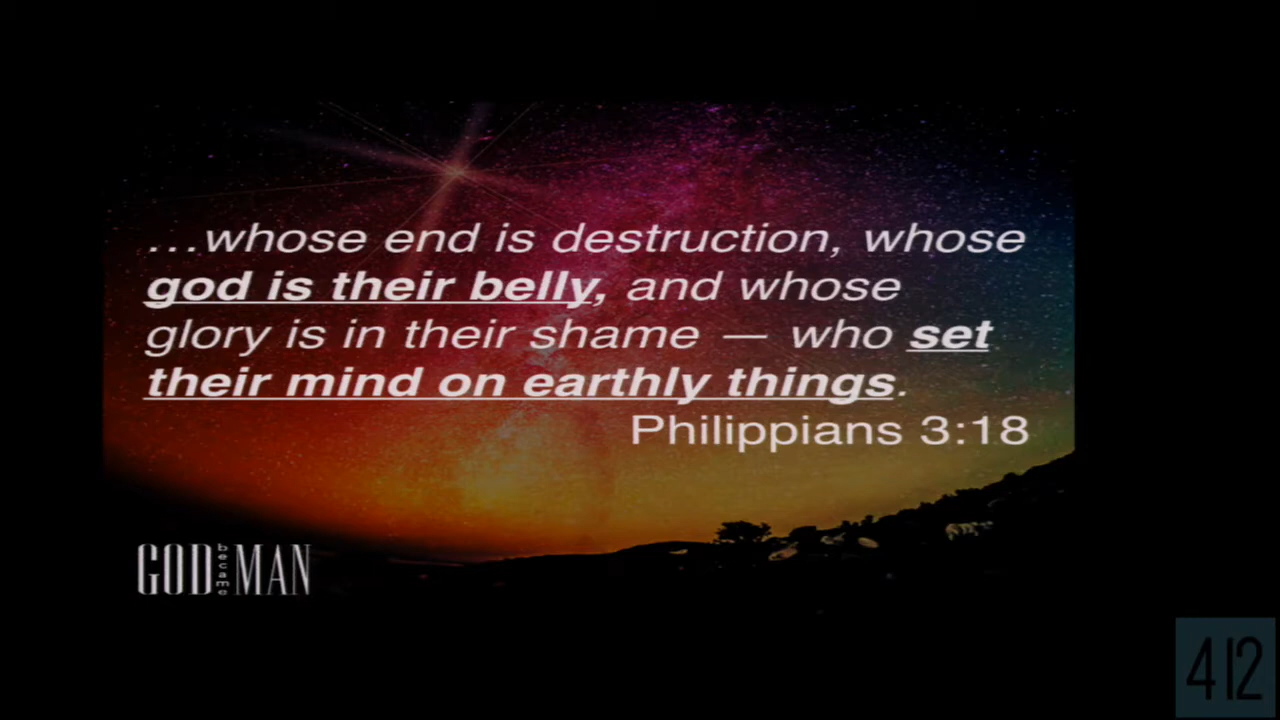 …whose end is destruction, whose
god is their belly, and whose
glory is in their shame — who set
their mind on earthly things.
Philippians 3:18
GOD became MAN
412